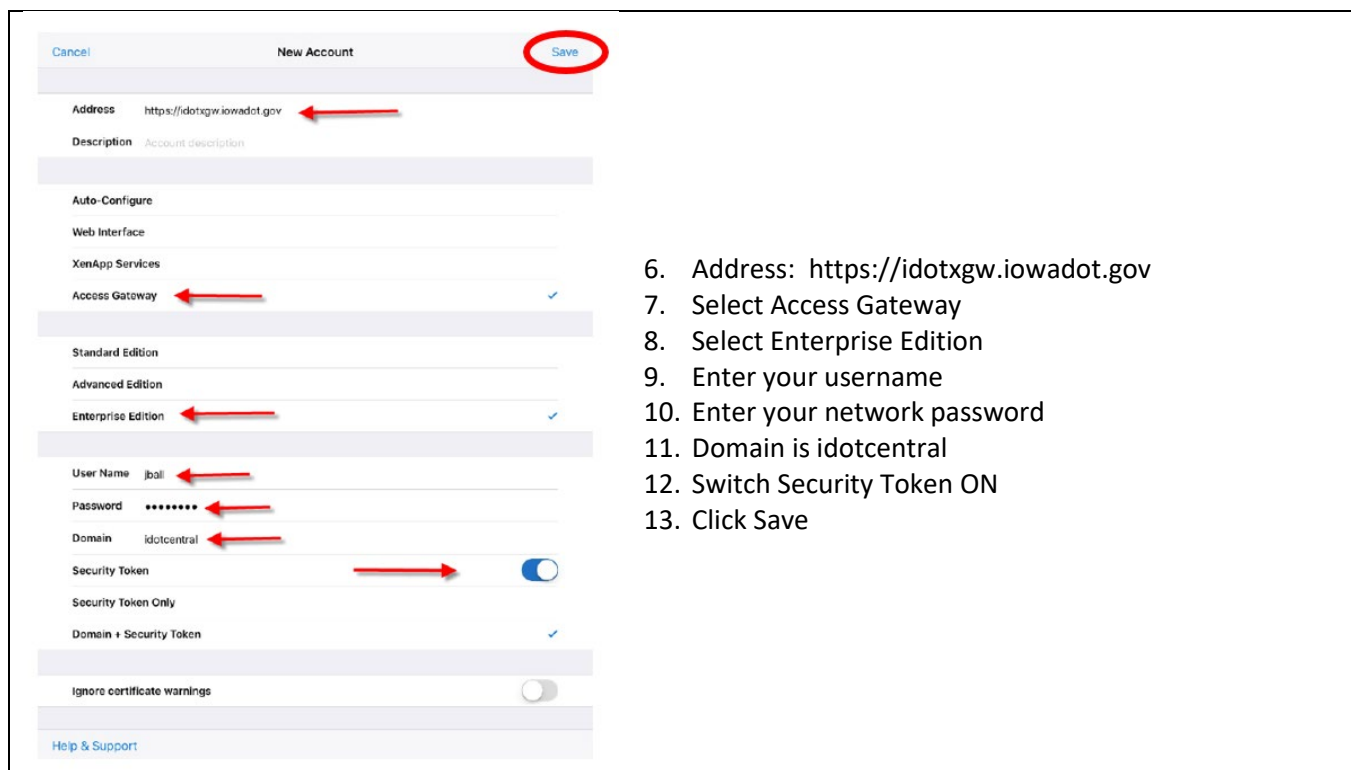 Cancel New Account Save
Address https://idotxgw.iowadot.gov
Description Account description
Auto-Configure
Web Interface
XenApp Services
Access Gateway
Standard Edition
Advanced Edition
Enterprise Edition
User Name jball
Password ••••••••
Domain idotcentral
Security Token
Security Token Only
Domain + Security Token
Ignore certificate warnings
Help & Support
6. Address: https://idotxgw.iowadot.gov
7. Select Access Gateway
8. Select Enterprise Edition
9. Enter your username
10. Enter your network password
11. Domain is idotcentral
12. Switch Security Token ON
13. Click Save